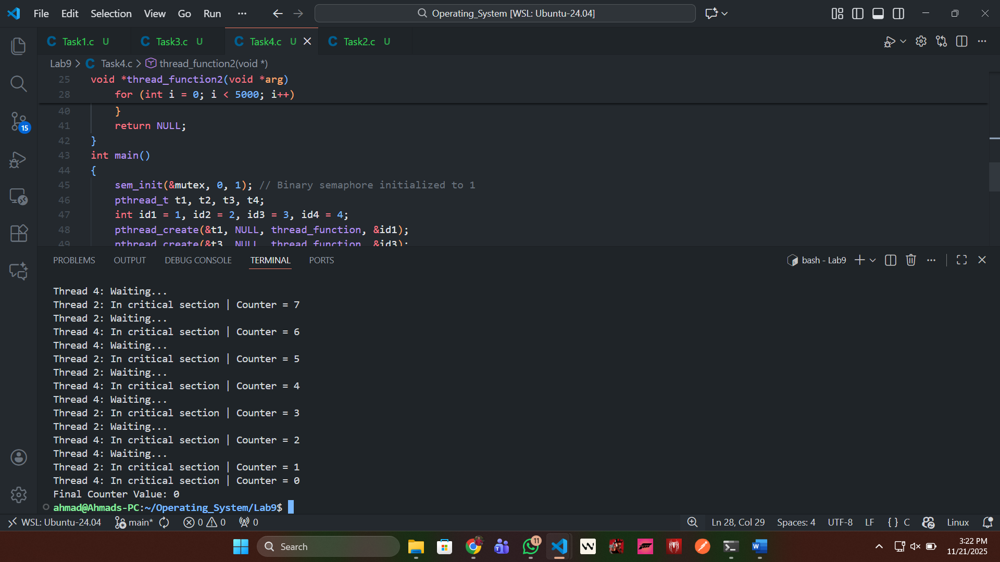 File Edit Selection View Go Run ··· Operating_System [WSL: Ubuntu-24.04]
C Task1.c U C Task3.c U C Task4.c U C Task2.c U
Lab9 > C Task4.c > thread_function2(void *)
25 void *thread_function2(void *arg)
28 for (int i = 0; i < 5000; i++)
40 }
41 return NULL;
42 }
43 int main()
44 {
45 sem_init(&mutex, 0, 1); // Binary semaphore initialized to 1
46 pthread_t t1, t2, t3, t4;
47 int id1 = 1, id2 = 2, id3 = 3, id4 = 4;
48 pthread_create(&t1, NULL, thread_function, &id1);
49 pthread_create(&t3, NULL, thread_function, &id3);
15
PROBLEMS OUTPUT DEBUG CONSOLE TERMINAL PORTS bash - Lab9
Thread 4: Waiting...
Thread 2: In critical section | Counter = 7
Thread 2: Waiting...
Thread 4: In critical section | Counter = 6
Thread 4: Waiting...
Thread 2: In critical section | Counter = 5
Thread 2: Waiting...
Thread 4: In critical section | Counter = 4
Thread 4: Waiting...
Thread 2: In critical section | Counter = 3
Thread 2: Waiting...
Thread 4: In critical section | Counter = 2
Thread 4: Waiting...
Thread 2: In critical section | Counter = 1
Thread 4: In critical section | Counter = 0
Final Counter Value: 0
ahmad@Ahmads-PC:~/Operating_System/Lab9$
WSL: Ubuntu-24.04 main* 0 0 0 Ln 28, Col 29 Spaces: 4 UTF-8 LF { } C Linux
Search 11 3:22 PM
11/21/2025